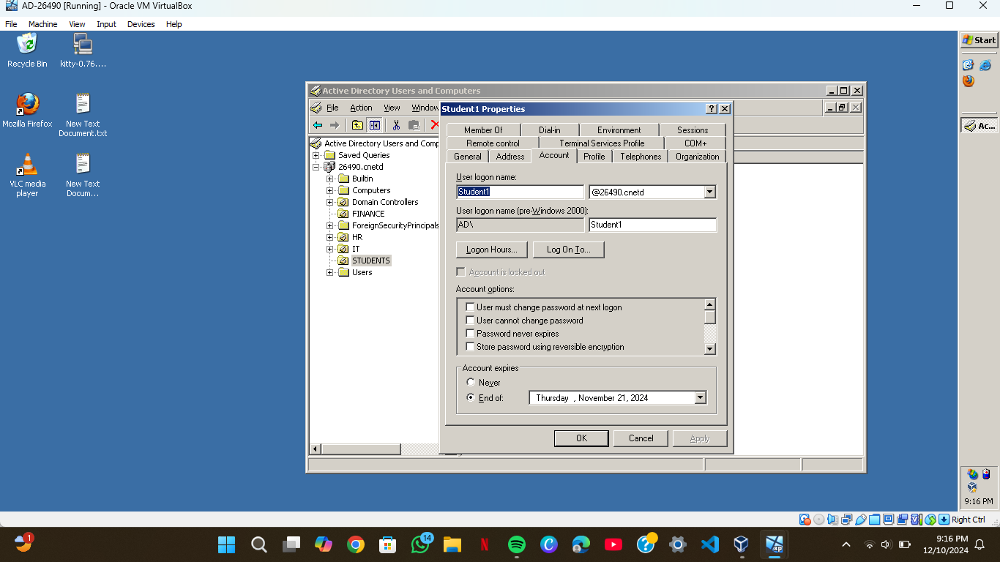 AD-26490 [Running] - Oracle VM VirtualBox
File Machine View Input Devices Help
Recycle Bin
kitty-0.76....
Mozilla Firefox
New Text
Document.txt
VLC media
player
New Text
Docum...
Active Directory Users and Computers
File Action View Window
Active Directory Users and Comp
Saved Queries
26490.cnetd
Builtin
Computers
Domain Controllers
FINANCE
ForeignSecurityPrincipals
HR
IT
STUDENTS
Users
Student1 Properties
Member Of Dial-in Environment Sessions
Remote control Terminal Services Profile COM+
General Address Account Profile Telephones Organization
User logon name:
Student1 @26490.cnetd
User logon name (pre-Windows 2000):
AD\ Student1
Logon Hours... Log On To...
Account is locked out
Account options:
User must change password at next logon
User cannot change password
Password never expires
Store password using reversible encryption
Account expires
Never
End of: Thursday , November 21, 2024
OK Cancel Apply
Start
Ac...
9:16 PM
Right Ctrl
1
14
9:16 PM
12/10/2024